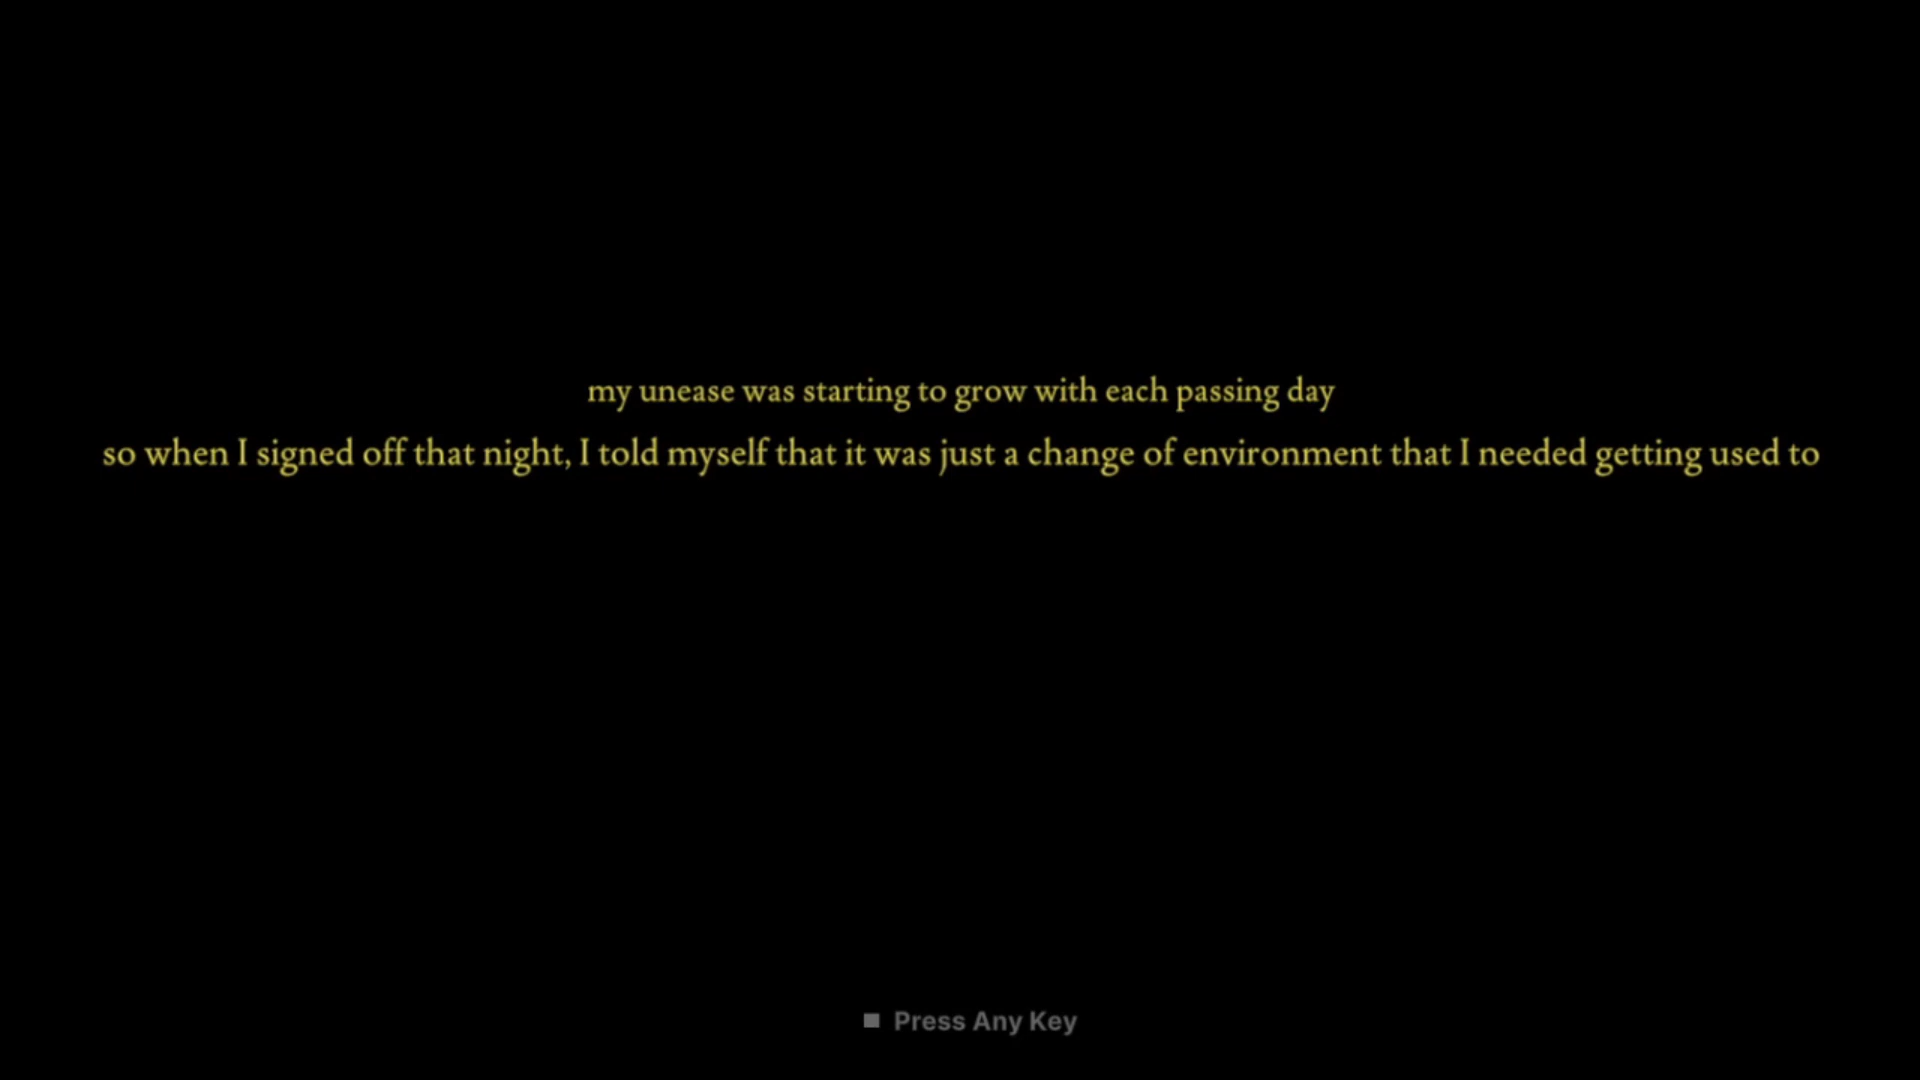 my unease was starting to grow with each passing day
so when I signed off that night, I told myself that it was just a change of environment that I needed getting used to
Press Any Key